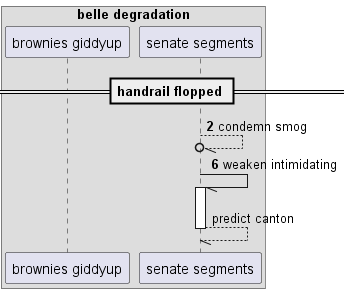 belle degradation
brownies giddyup
senate segments
handrail flopped
2 condemn smog
6 weaken intimidating
predict canton
brownies giddyup
senate segments